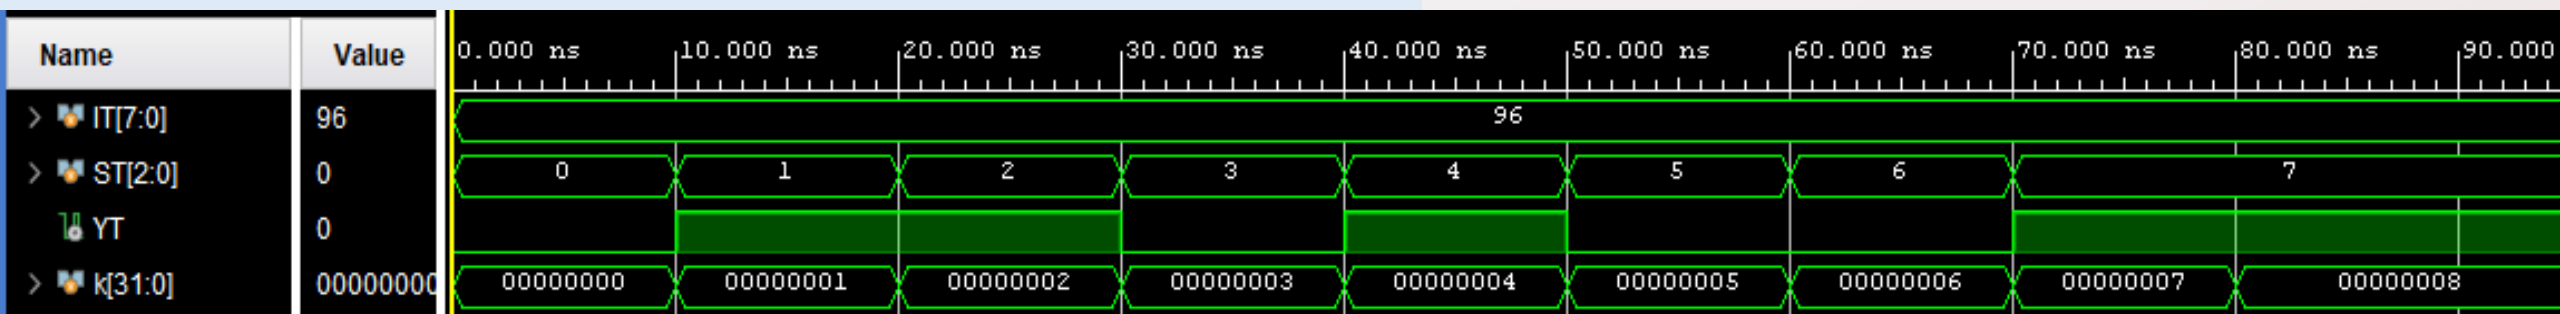 Name Value 0.000 ns 10.000 ns 20.000 ns 30.000 ns 40.000 ns 50.000 ns 60.000 ns 70.000 ns 80.000 ns 90.000
IT[7:0] 96 96
ST[2:0] 0 0 1 2 3 4 5 6 7
YT 0
k[31:0] 00000000 00000000 00000001 00000002 00000003 00000004 00000005 00000006 00000007 00000008